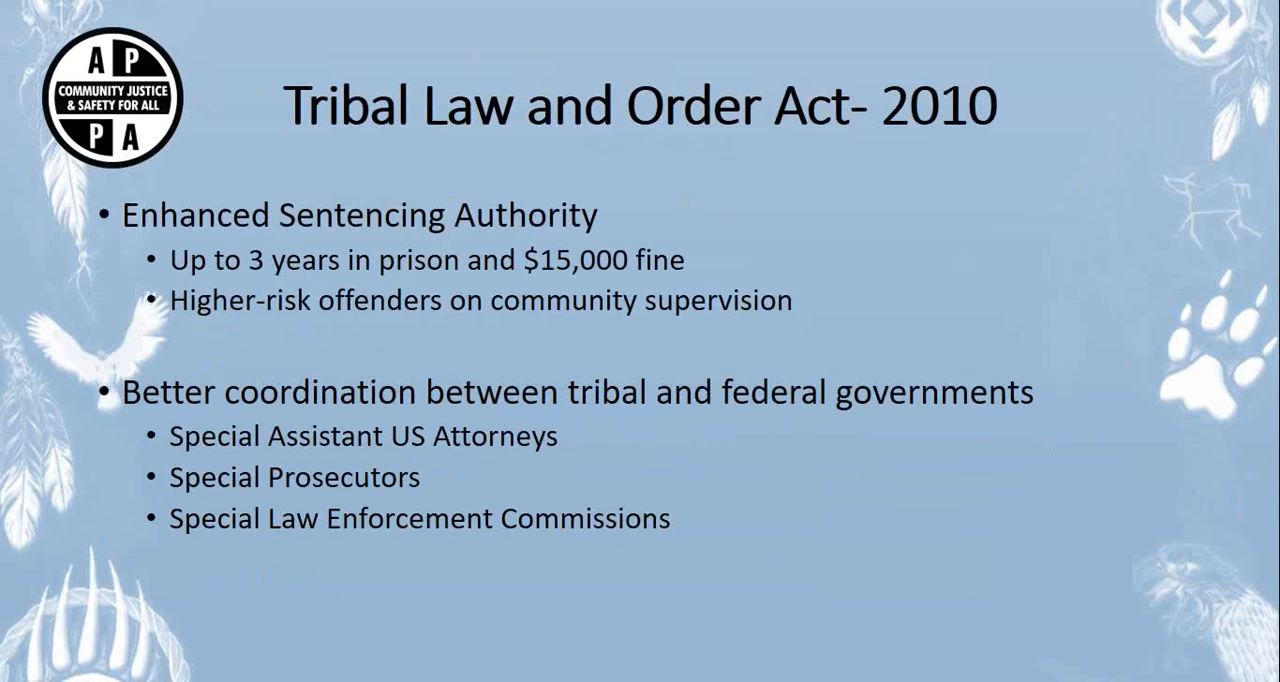 A P
COMMUNITY JUSTICE
& SAFETY FOR ALL
P A
Tribal Law and Order Act- 2010
• Enhanced Sentencing Authority
• Up to 3 years in prison and $15,000 fine
• Higher-risk offenders on community supervision
• Better coordination between tribal and federal governments
• Special Assistant US Attorneys
• Special Prosecutors
• Special Law Enforcement Commissions